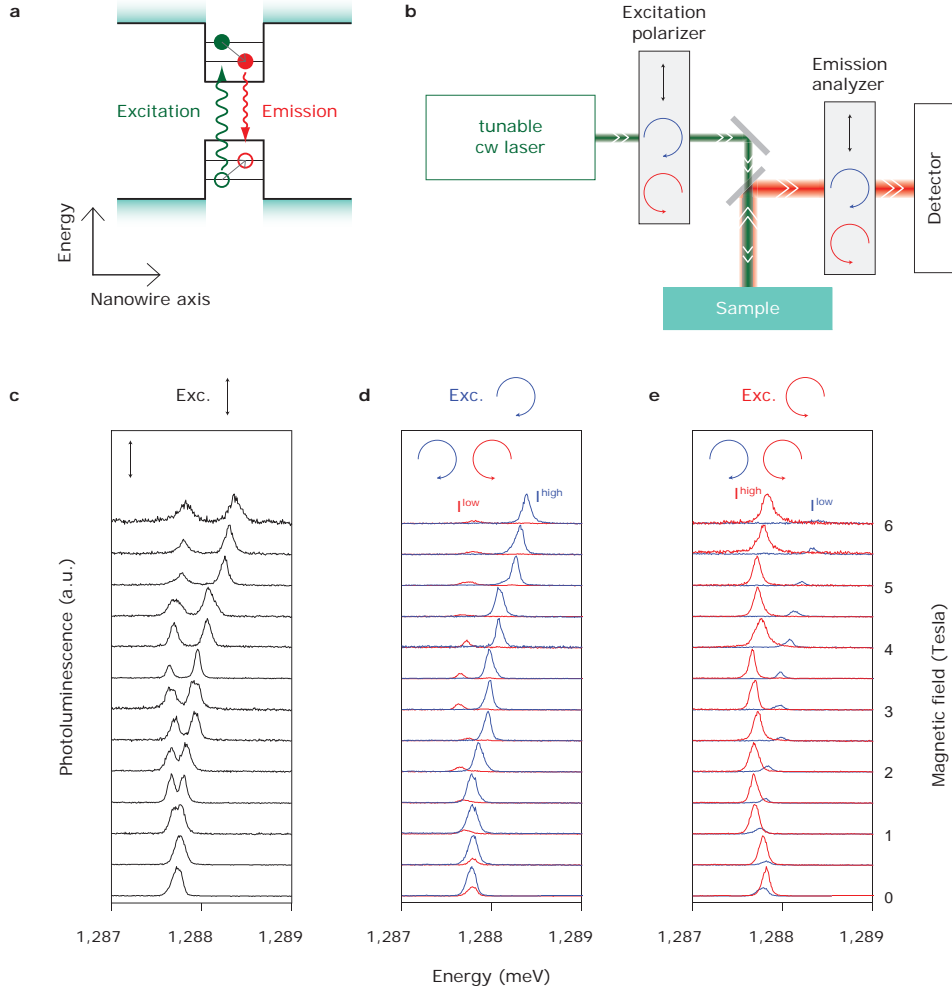 a
Excitation
Emission
Energy
Nanowire axis
b
Excitation
polarizer
Emission
analyzer
tunable
cw laser
Detector
Sample
c
Exc.
d
Exc.
e
Exc.
I^low
I^high
I^high
I^low
Photoluminescence (a.u.)
6
5
4
3
2
1
0
Magnetic field (Tesla)
1,287
1,288
1,289
1,287
1,288
1,289
1,287
1,288
1,289
Energy (meV)